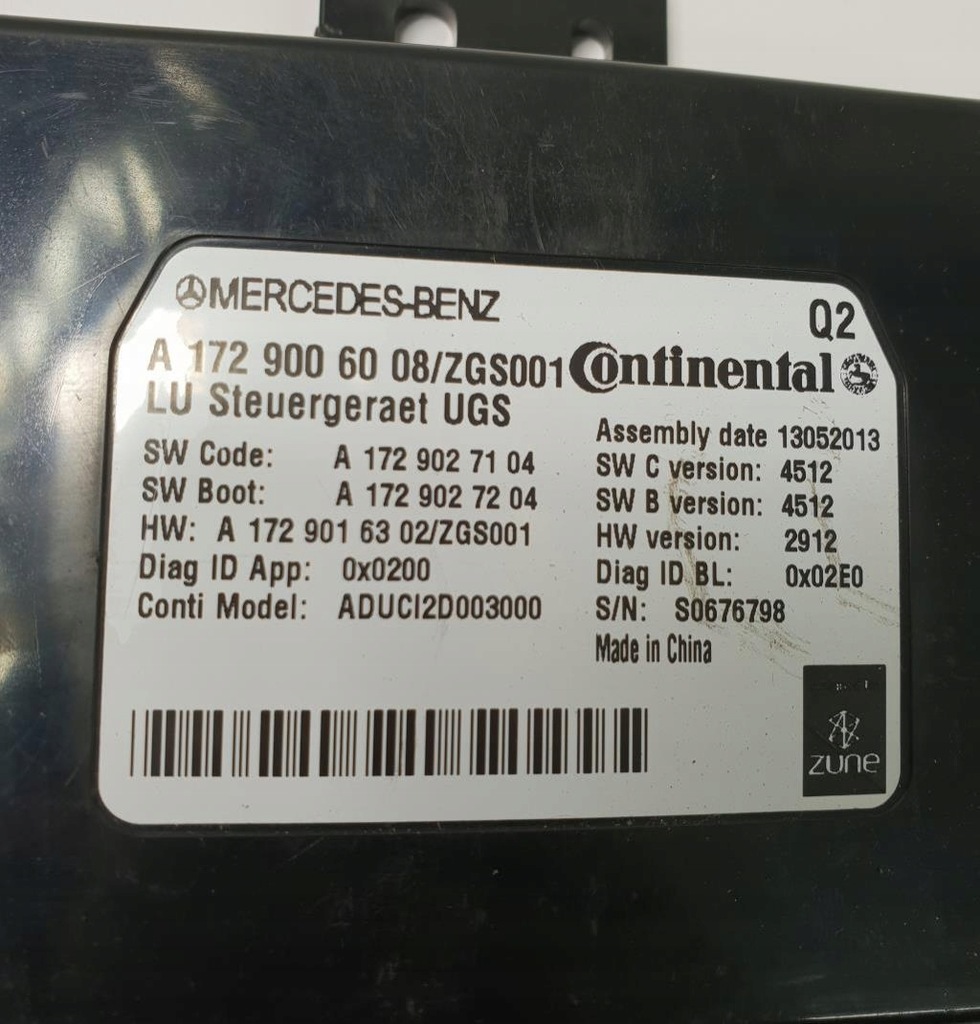 MERCEDES-BENZ
Q2
A 172 900 60 08/ZGS001
Continental
LU Steuergeraet UGS
Assembly date 13052013
SW Code: A 172 902 71 04
SW C version: 4512
SW Boot: A 172 902 72 04
SW B version: 4512
HW: A 172 901 63 02/ZGS001
HW version: 2912
Diag ID App: 0x0200
Diag ID BL: 0x02E0
Conti Model: ADUCI2D003000
S/N: S0676798
Made in China
zune